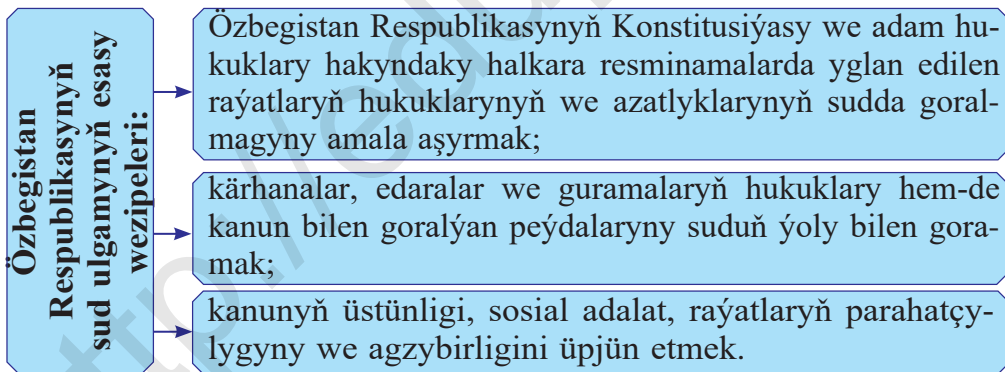 Özbegistan
Respublikasynyň
sud ulgamynyň esasy
wezipeleri:
Özbegistan Respublikasynyň Konstitusiýasy we adam hu-
kuklary hakyndaky halkara resminamalarda yglan edilen
raýatlaryň hukuklarynyň we azatlyklarynyň sudda goral-
magyny amala aşyrmak;
kärhanalar, edaralar we guramalaryň hukuklary hem-de
kanun bilen goralýan peýdalaryny suduň ýoly bilen gora-
mak;
kanunyň üstünligi, sosial adalat, raýatlaryň parahatçy-
lygyny we agzybirligini üpjün etmek.